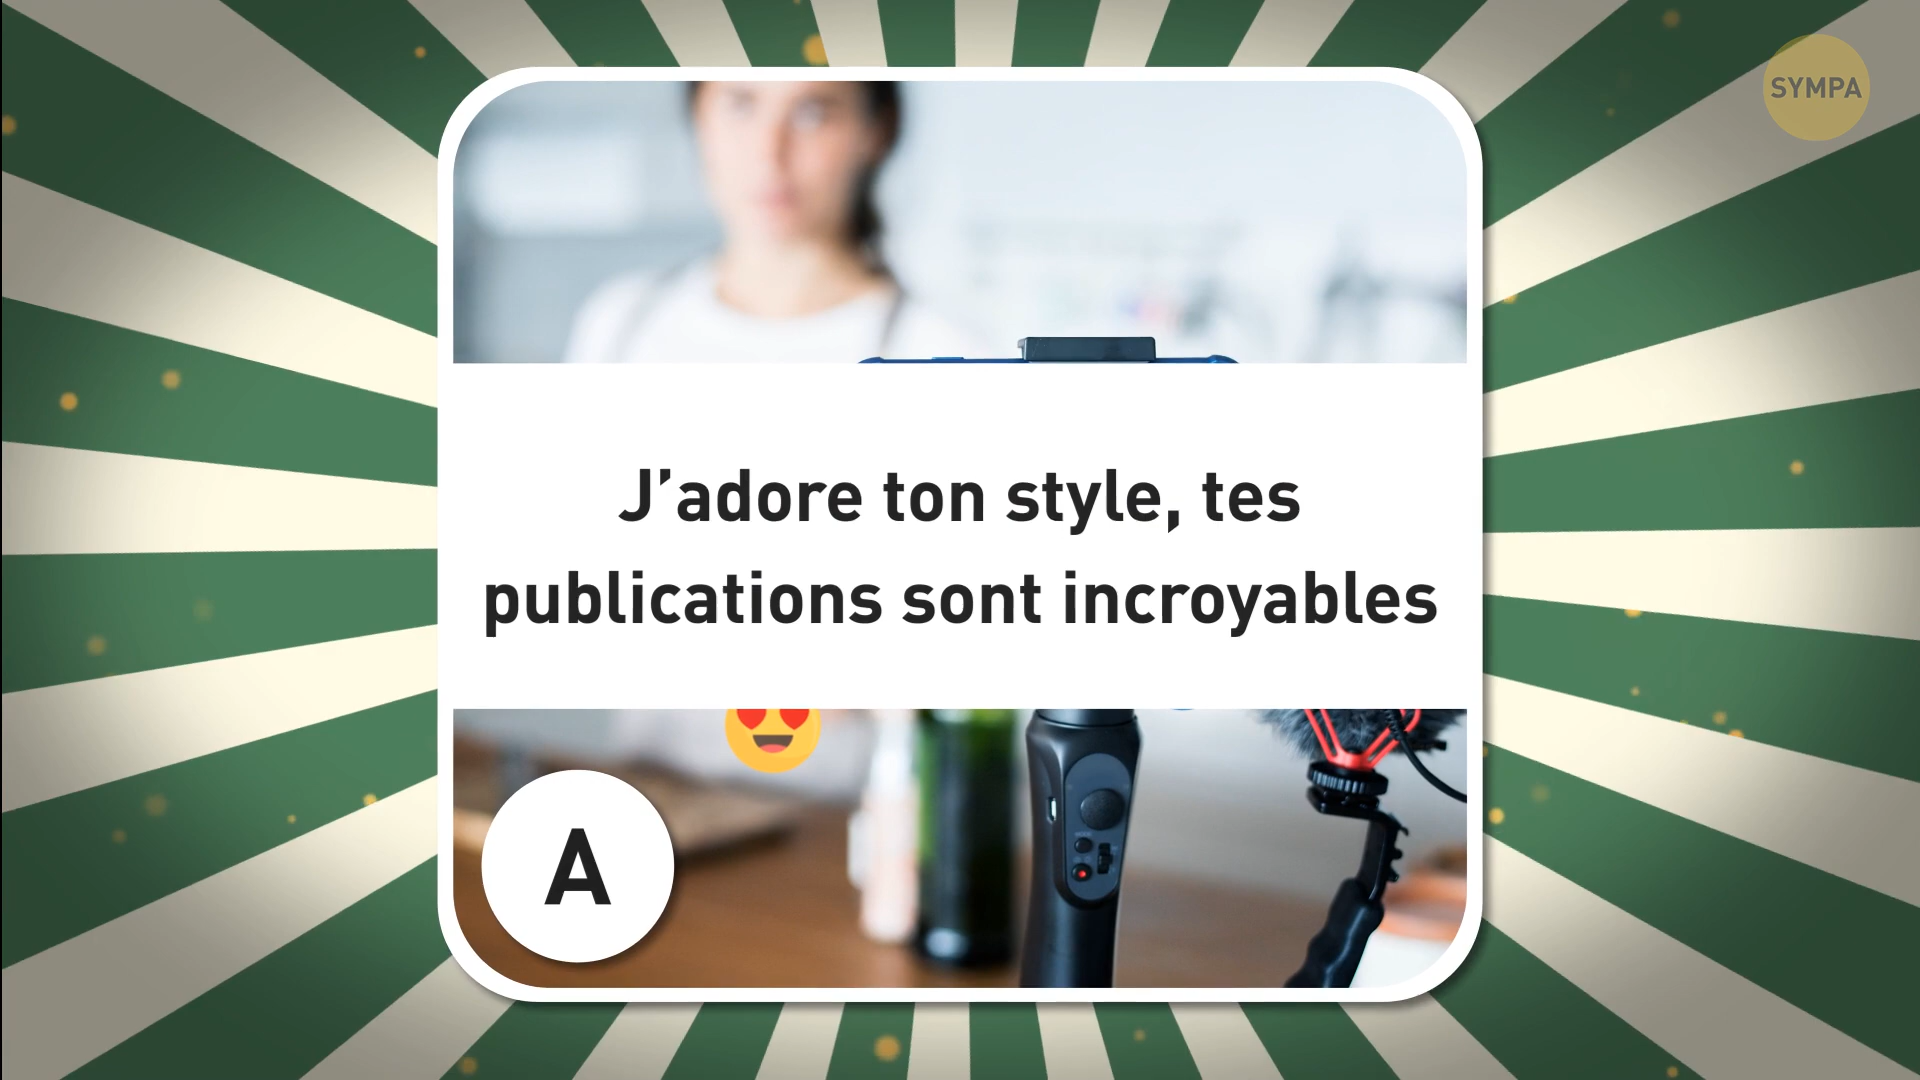 SYMPA
J’adore ton style, tes
publications sont incroyables
A